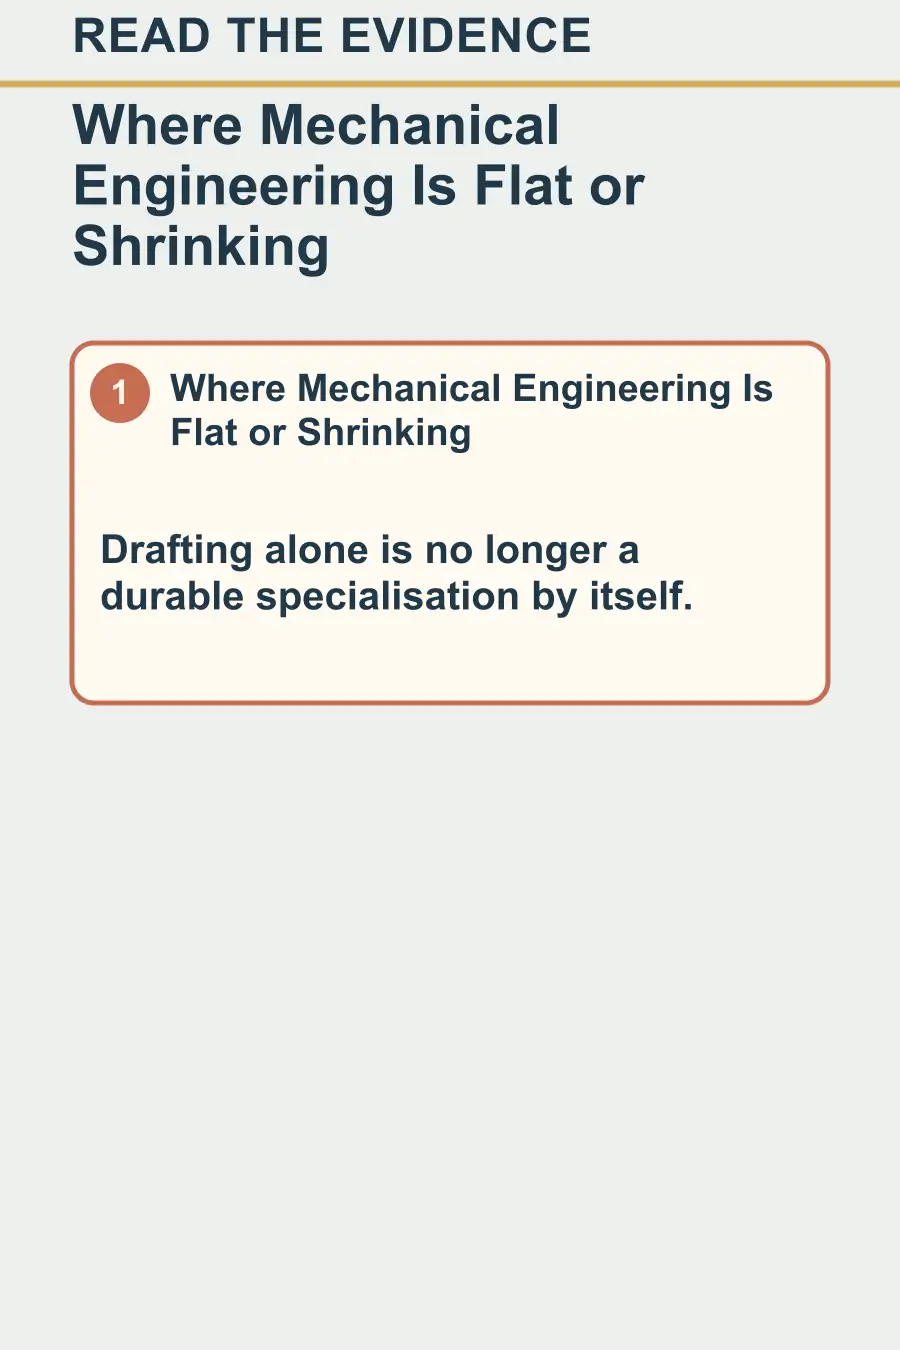 READ THE EVIDENCE
Where Mechanical
Engineering Is Flat or
Shrinking
1
Where Mechanical Engineering Is
Flat or Shrinking
Drafting alone is no longer a
durable specialisation by itself.